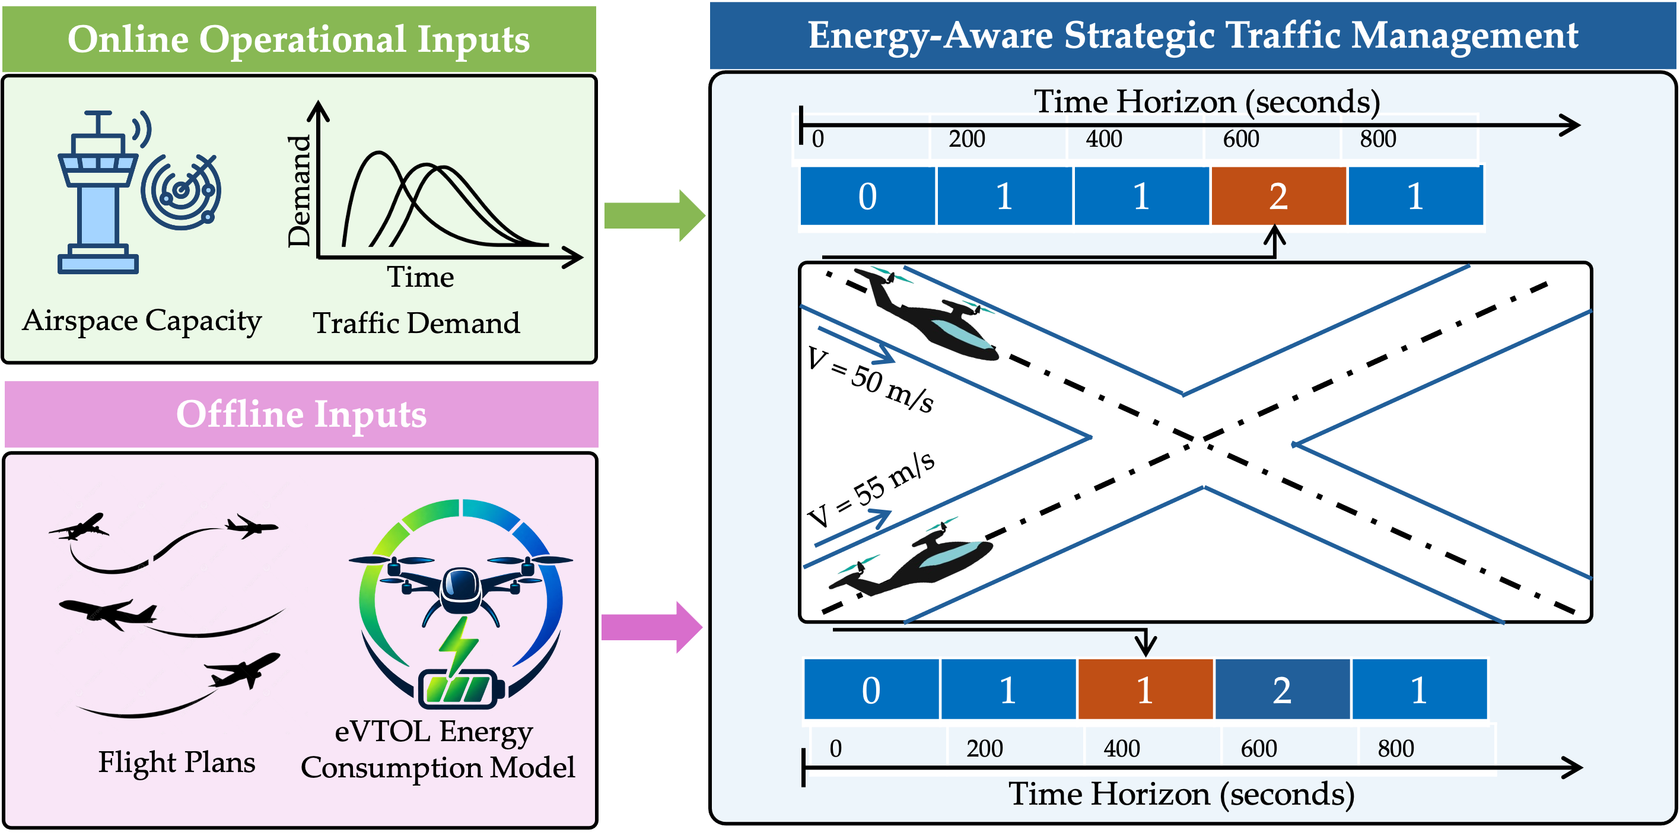 Online Operational Inputs
Demand
Time
Airspace Capacity
Traffic Demand
Offline Inputs
Flight Plans
eVTOL Energy
Consumption Model
Energy-Aware Strategic Traffic Management
Time Horizon (seconds)
0 200 400 600 800
0 1 1 2 1
V = 50 m/s
V = 55 m/s
0 1 1 2 1
0 200 400 600 800
Time Horizon (seconds)